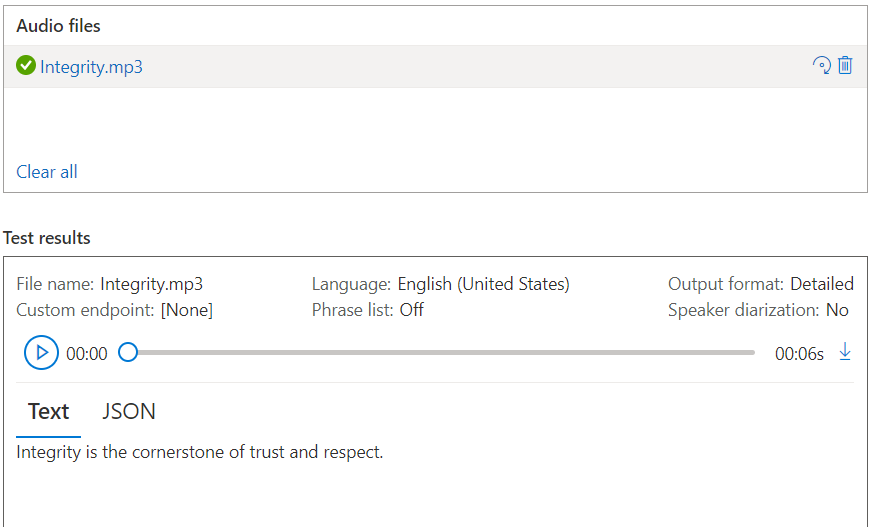 Audio files
Integrity.mp3
Clear all
Test results
File name: Integrity.mp3 Language: English (United States) Output format: Detailed
Custom endpoint: [None] Phrase list: Off Speaker diarization: No
00:00 00:06s
Text JSON
Integrity is the cornerstone of trust and respect.